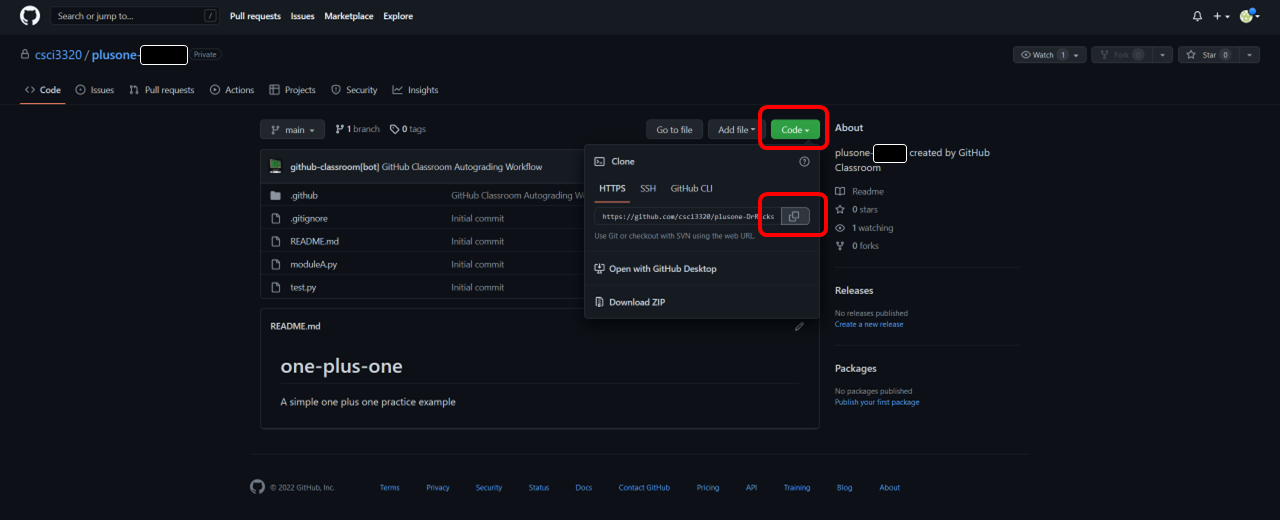 Search or jump to... /
Pull requests Issues Marketplace Explore
csci3320 / plusone- Private
Watch 1 Fork 0 Star 0
Code Issues Pull requests Actions Projects Security Insights
main 1 branch 0 tags Go to file Add file Code
github-classroom[bot] GitHub Classroom Autograding Workflow
.github GitHub Classroom Autograding
.gitignore Initial commit
README.md Initial commit
moduleA.py Initial commit
test.py Initial commit
Clone
HTTPS SSH GitHub CLI
https://github.com/csci3320/plusone-
Use Git or checkout with SVN using the web URL.
Open with GitHub Desktop
Download ZIP
README.md
one-plus-one
A simple one plus one practice example
About
plusone- created by GitHub
Classroom
Readme
0 stars
1 watching
0 forks
Releases
No releases published
Create a new release
Packages
No packages published
Publish your first package
© 2022 GitHub, Inc. Terms Privacy Security Status Docs Contact GitHub Pricing API Training Blog About